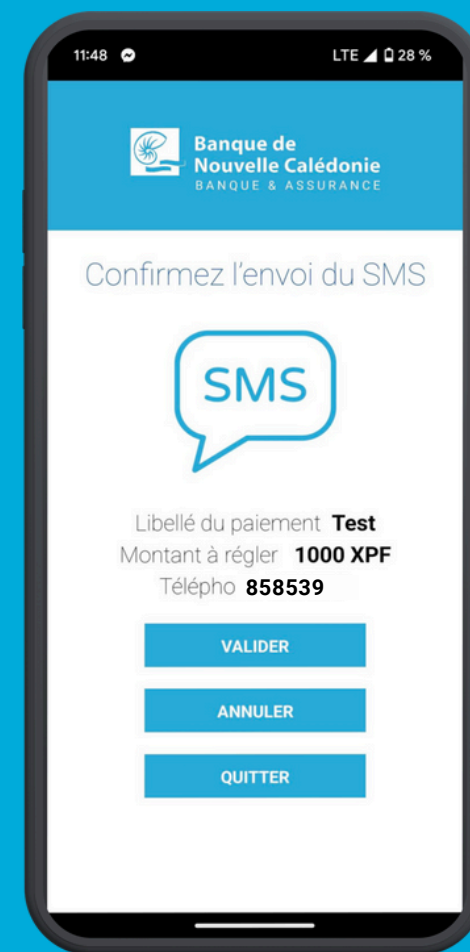 11:48 LTE 28 %
Banque de
Nouvelle Calédonie
BANQUE & ASSURANCE
Confirmez l'envoi du SMS
SMS
Libellé du paiement Test
Montant à régler 1000 XPF
Télépho 858539
VALIDER
ANNULER
QUITTER